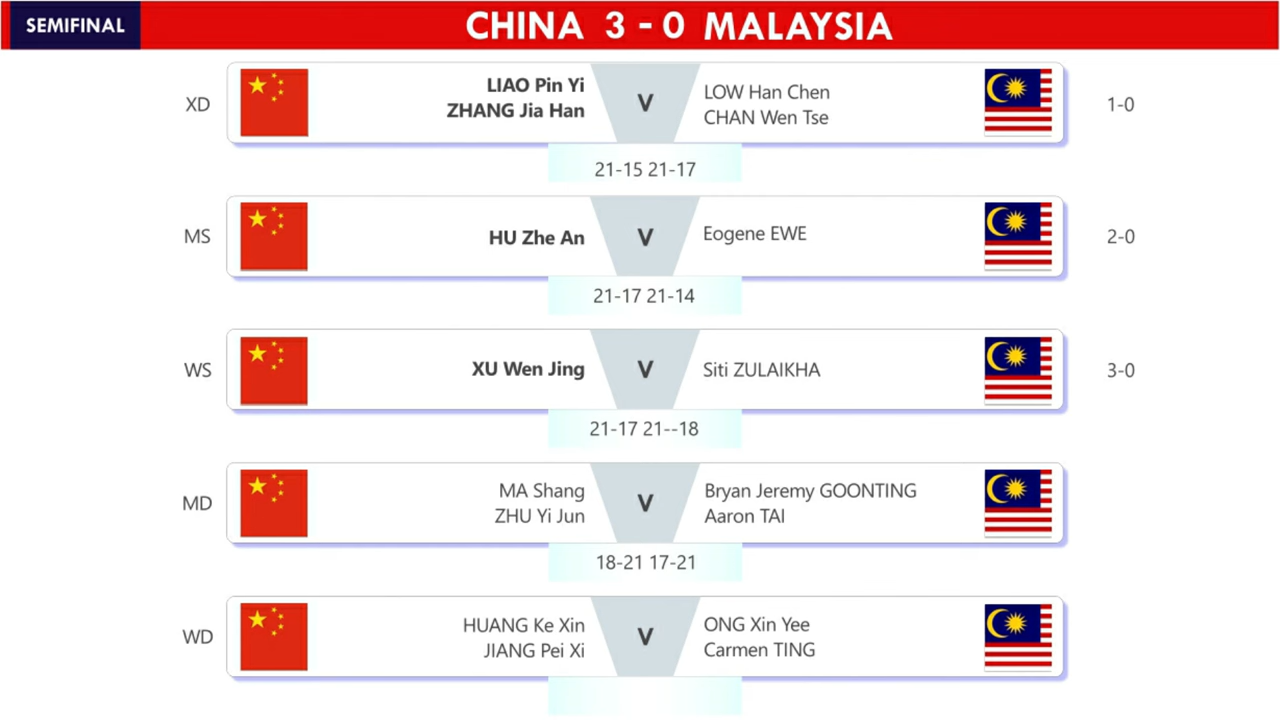 SEMIFINAL
CHINA 3 - 0 MALAYSIA
XD
LIAO Pin Yi
ZHANG Jia Han
V
LOW Han Chen
CHAN Wen Tse
1-0
21-15 21-17
MS
HU Zhe An
V
Eogene EWE
2-0
21-17 21-14
WS
XU Wen Jing
V
Siti ZULAIKHA
3-0
21-17 21--18
MD
MA Shang
ZHU Yi Jun
V
Bryan Jeremy GOONTING
Aaron TAI
18-21 17-21
WD
HUANG Ke Xin
JIANG Pei Xi
V
ONG Xin Yee
Carmen TING